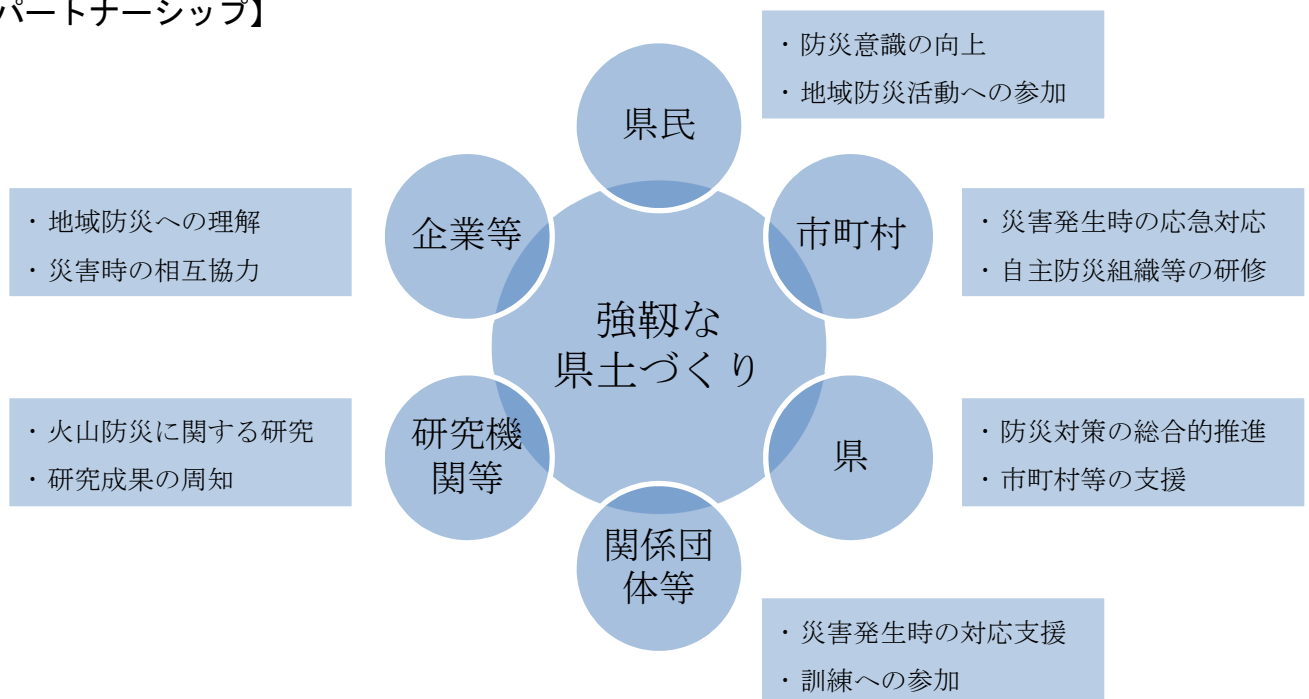 パートナーシップ】
・防災意識の向上
・地域防災活動への参加
県民
企業等
市町村
・地域防災への理解
・災害時の相互協力
・災害発生時の応急対応
・自主防災組織等の研修
強靱な
県土づくり
・火山防災に関する研究
・研究成果の周知
研究機
関等
県
・防災対策の総合的推進
・市町村等の支援
関係団
体等
・災害発生時の対応支援
・訓練への参加